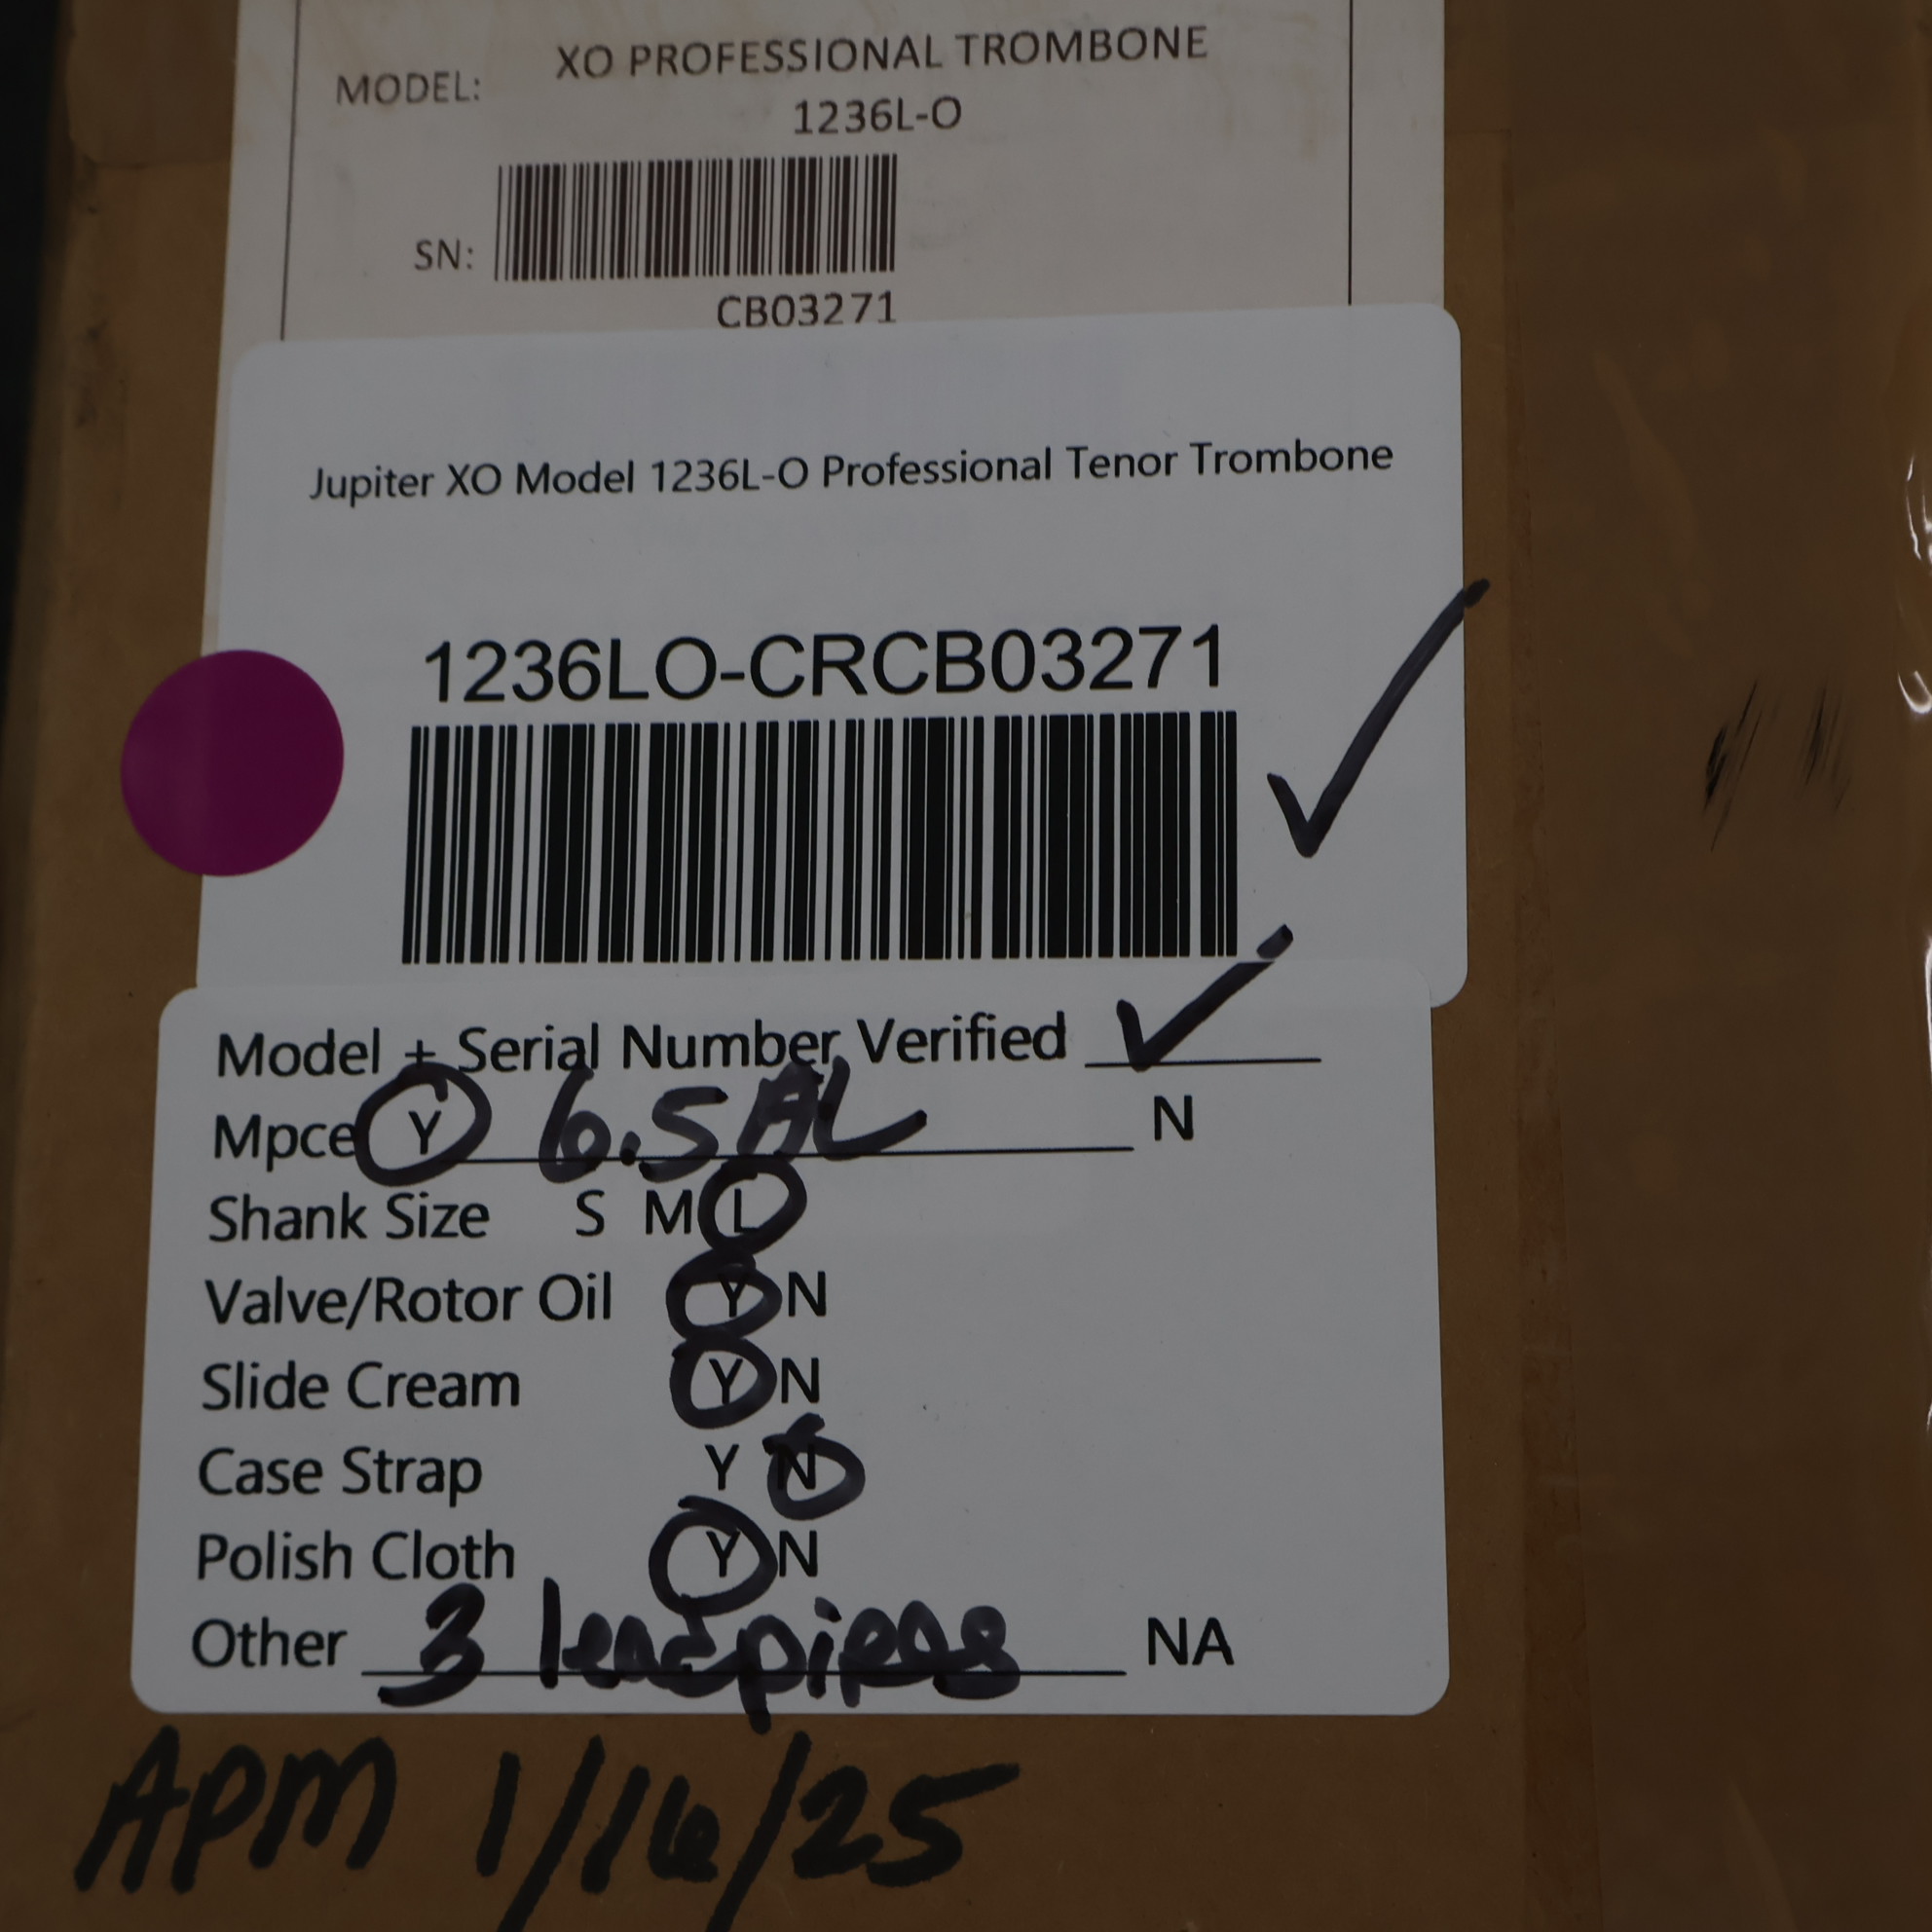 MODEL: XO PROFESSIONAL TROMBONE
1236L-O
SN:
CB03271
Jupiter XO Model 1236L-O Professional Tenor Trombone
1236LO-CRCB03271
Model + Serial Number Verified ✓
Mpce Y 6.5AL N
Shank Size S M L
Valve/Rotor Oil Y N
Slide Cream Y N
Case Strap Y N
Polish Cloth Y N
Other 3 leadpipes NA
APM 1/16/25